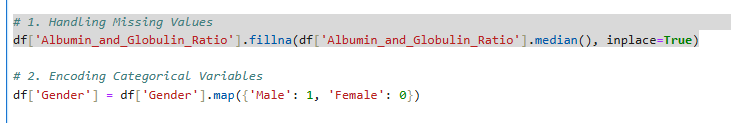 # 1. Handling Missing Values
df['Albumin_and_Globulin_Ratio'].fillna(df['Albumin_and_Globulin_Ratio'].median(), inplace=True)
# 2. Encoding Categorical Variables
df['Gender'] = df['Gender'].map({'Male': 1, 'Female': 0})